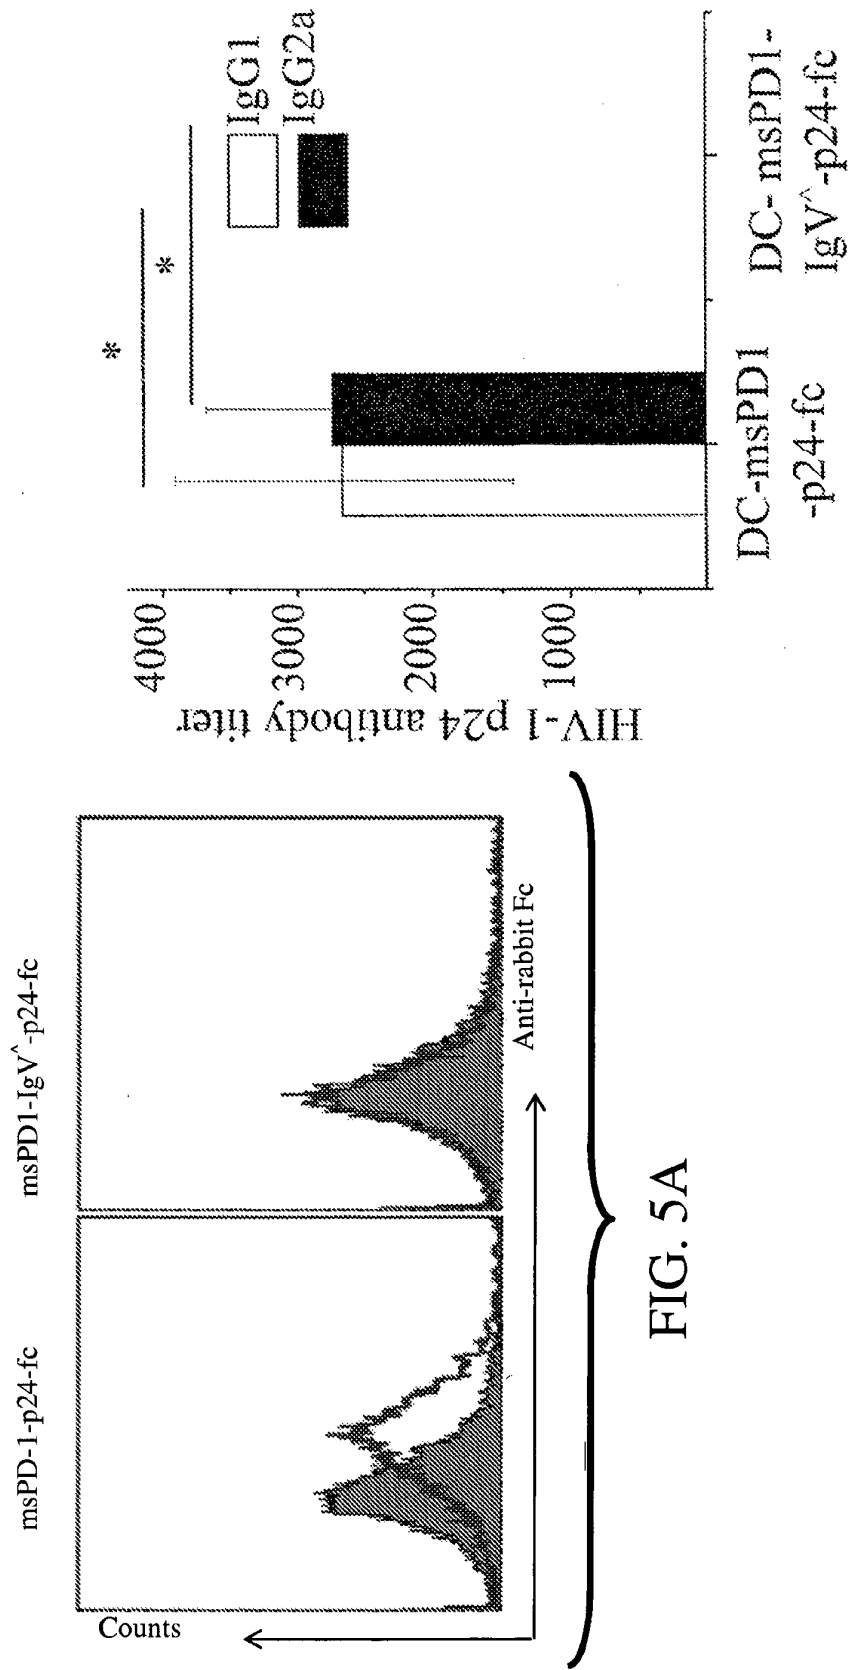 msPD-1-p24-fc
msPD1-IgV^-p24-fc
Counts
Anti-rabbit Fc
FIG. 5A
HIV-1 p24 antibody titer
4000
3000
2000
1000
*
*
IgG1
IgG2a
DC-msPD1
-p24-fc
DC- msPD1-
IgV^-p24-fc